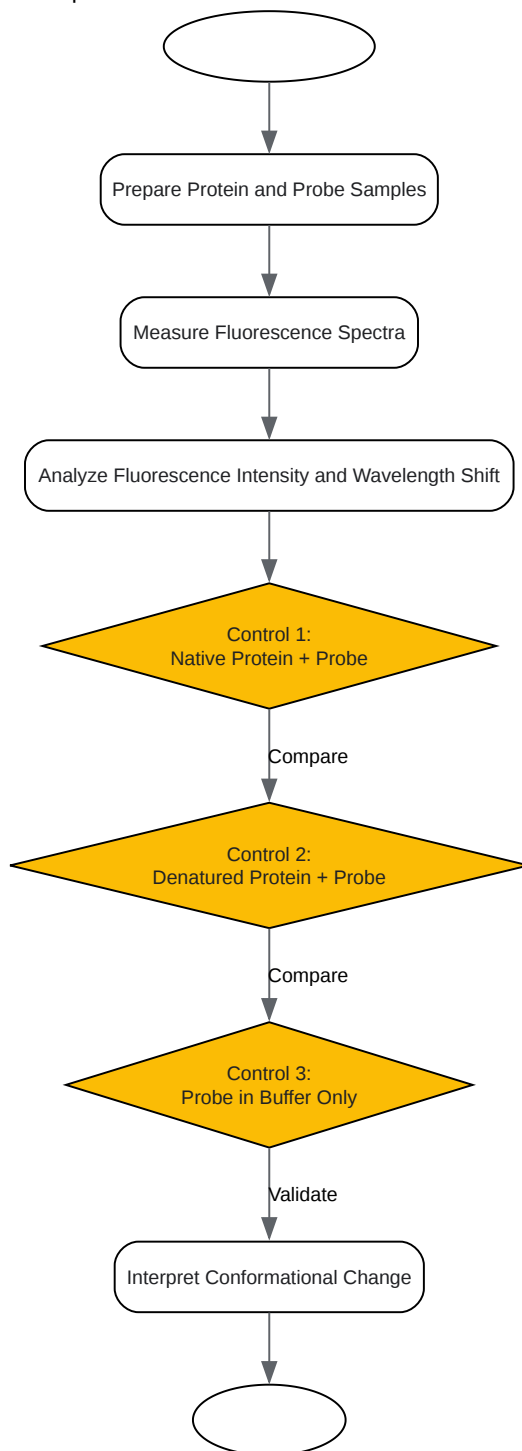 Prepare Protein and Probe Samples
Measure Fluorescence Spectra
Analyze Fluorescence Intensity and Wavelength Shift
Control 1:
Native Protein + Probe
Compare
Control 2:
Denatured Protein + Probe
Compare
Control 3:
Probe in Buffer Only
Validate
Interpret Conformational Change